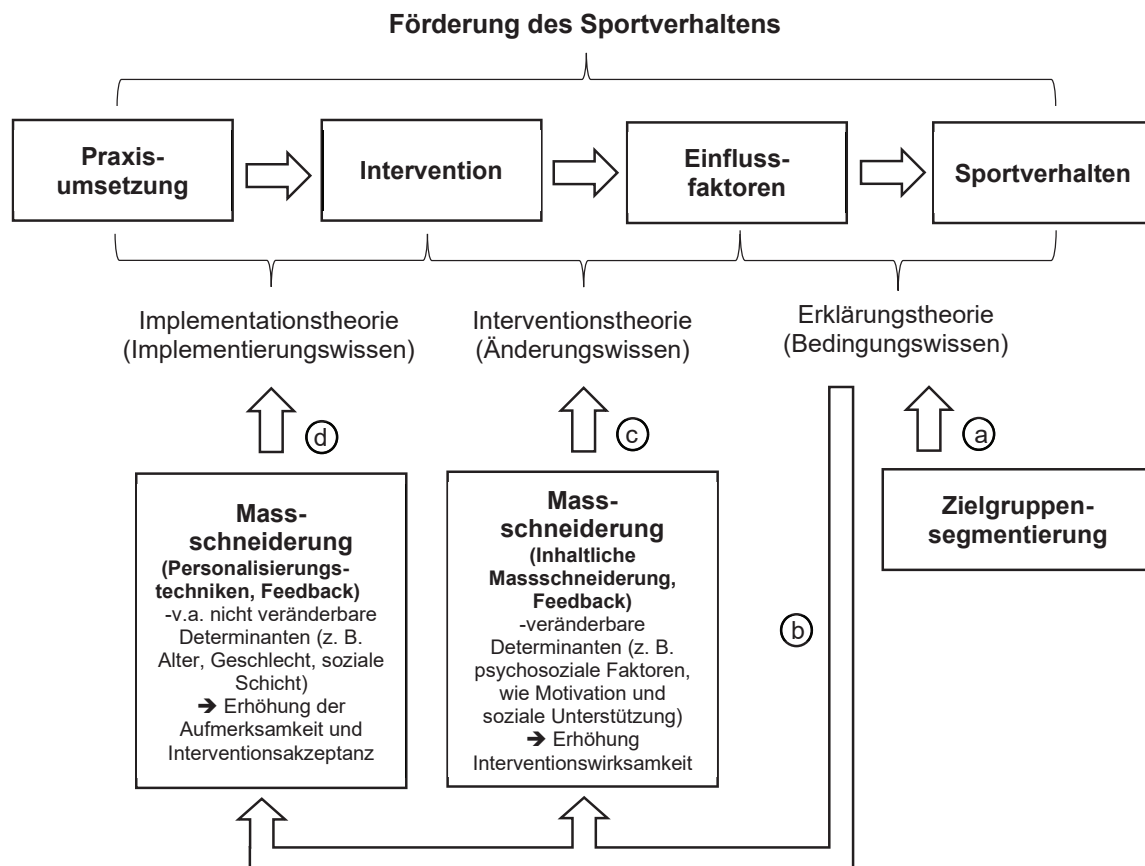 Förderung des Sportverhaltens
Praxis-
umsetzung
Intervention
Einfluss-
faktoren
Sportverhalten
Implementationstheorie
(Implementierungswissen)
Interventionstheorie
(Änderungswissen)
Erklärungstheorie
(Bedingungswissen)
d
c
a
Mass-
schneiderung
(Personalisierungs-
techniken, Feedback)
-v.a. nicht veränderbare
Determinanten (z. B.
Alter, Geschlecht, soziale
Schicht)
➔ Erhöhung der
Aufmerksamkeit und
Interventionsakzeptanz
Mass-
schneiderung
(Inhaltliche
Massschneiderung,
Feedback)
-veränderbare
Determinanten (z. B.
psychosoziale Faktoren,
wie Motivation und
soziale Unterstützung)
➔ Erhöhung
Interventionswirksamkeit
b
Zielgruppen-
segmentierung